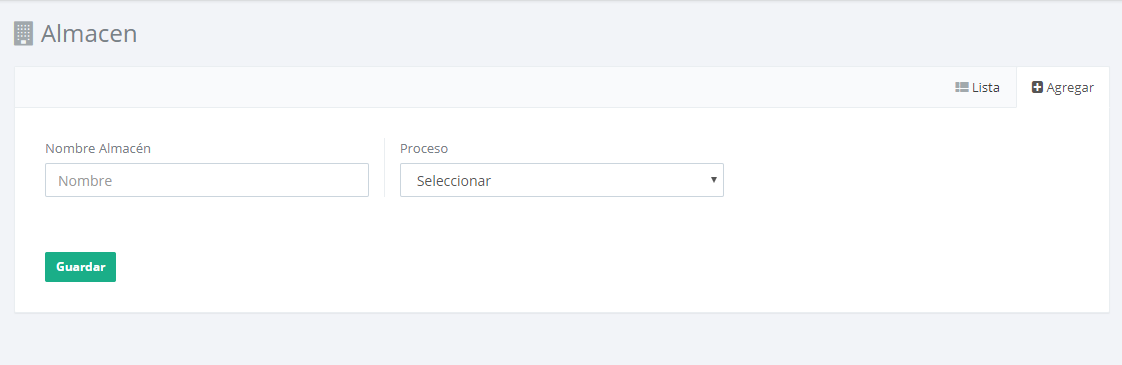 Almacen
Lista
Agregar
Nombre Almacén
Proceso
Nombre
Seleccionar
Guardar